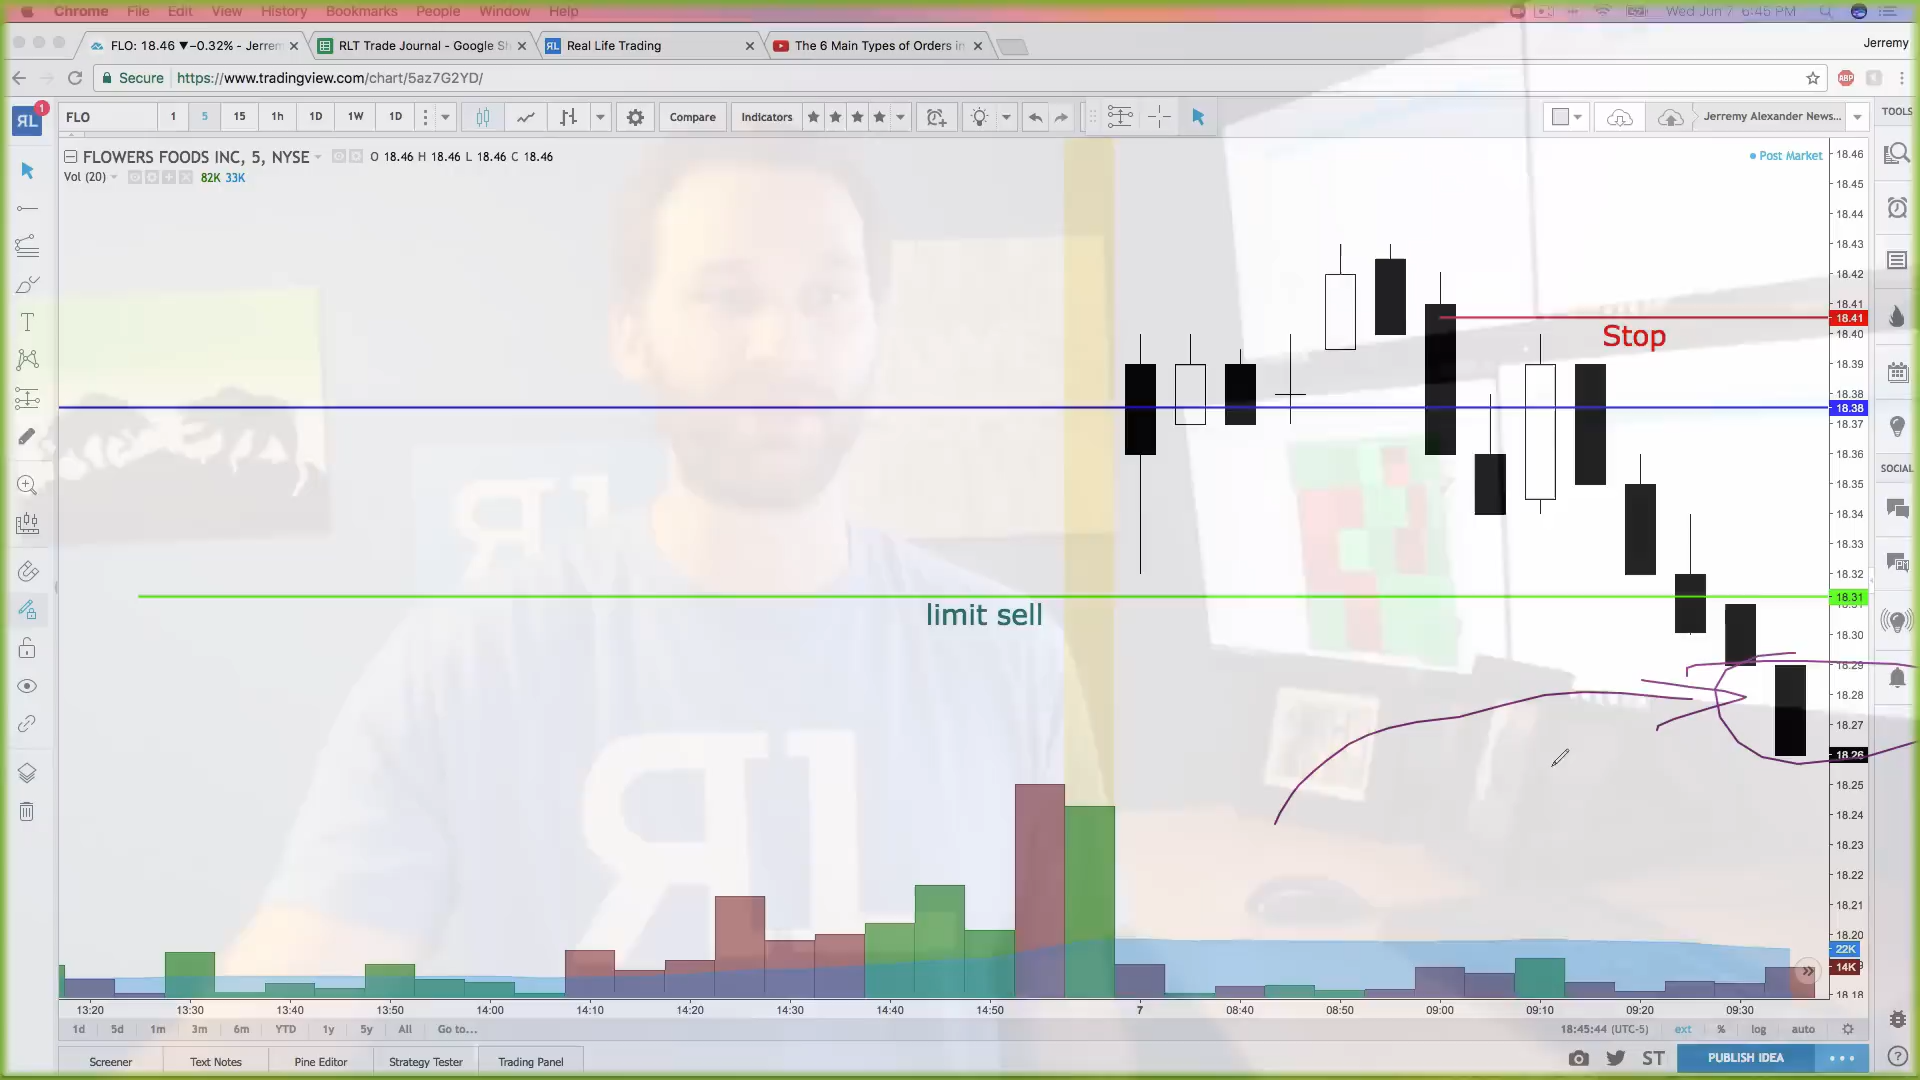 Chrome File Edit View History Bookmarks People Window Help Wed Jun 7 6:45 PM
FLO: 18.46 ▼−0.32% - Jerrem RLT Trade Journal - Google Sh Real Life Trading The 6 Main Types of Orders in Jerremy
Secure https://www.tradingview.com/chart/5az7G2YD/ ABP
RL 1 FLO 1 5 15 1h 1D 1W 1D Compare Indicators Jerremy Alexander News... TOOLS
FLOWERS FOODS INC, 5, NYSE O 18.46 H 18.46 L 18.46 C 18.46 Post Market
Vol (20) 82K 33K
18.46
18.45
18.44
18.43
18.42
18.41
18.41
Stop
18.40
18.39
18.38
18.37
18.36
SOCIAL
18.35
18.34
18.33
18.32
18.31
limit sell
18.30
18.29
18.28
18.27
18.26
18.25
18.24
18.23
18.22
18.21
18.20
22K
14K
18.18
13:20 13:30 13:40 13:50 14:00 14:10 14:20 14:30 14:40 14:50 7 08:40 08:50 09:00 09:10 09:20 09:30
1d 5d 1m 3m 6m YTD 1y 5y All Go to... 18:45:44 (UTC-5) ext % log auto
Screener Text Notes Pine Editor Strategy Tester Trading Panel ST PUBLISH IDEA